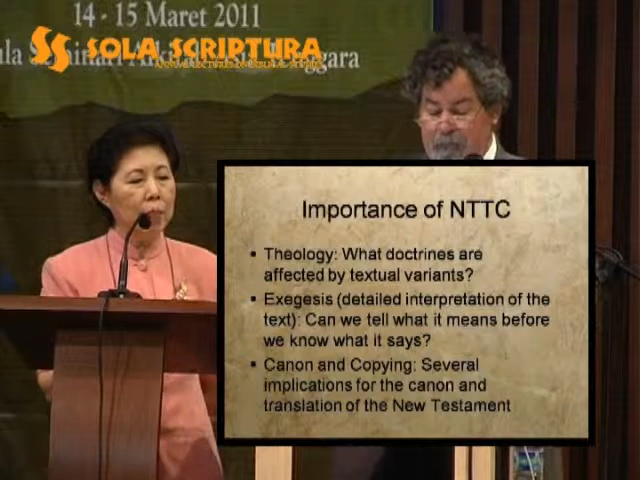 14 - 15 Maret 2011
SOLA SCRIPTURA
Seminari
Importance of NTTC
• Theology: What doctrines are
affected by textual variants?
• Exegesis (detailed interpretation of the
text): Can we tell what it means before
we know what it says?
• Canon and Copying: Several
implications for the canon and
translation of the New Testament